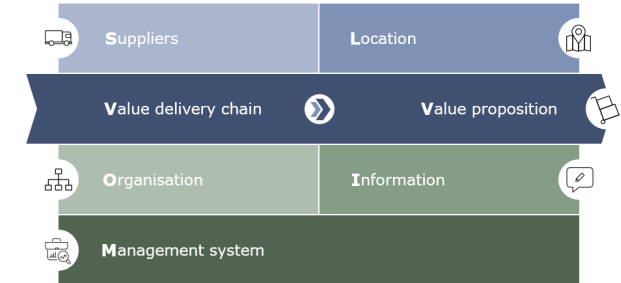 Suppliers
Location
Value delivery chain
Value proposition
Organisation
Information
Management system